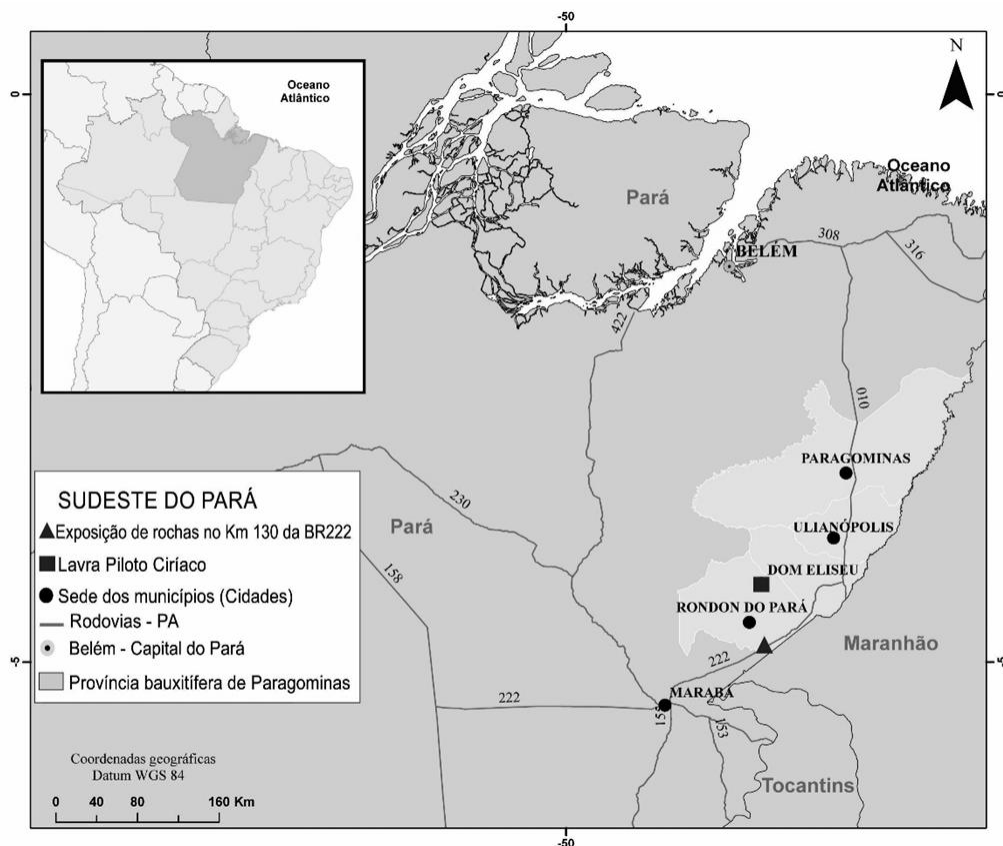 -50
N
0
0
Oceano
Atlântico
Oceano
Atlântico
Pará
BELÉM
308
316
422
010
PARAGOMINAS
ULIANÓPOLIS
DOM ELISEU
RONDON DO PARÁ
230
Pará
158
Maranhão
222
-5
MARABÁ
222
153
Tocantins
SUDESTE DO PARÁ
Exposição de rochas no Km 130 da BR222
Lavra Piloto Ciríaco
Sede dos municípios (Cidades)
Rodovias - PA
Belém - Capital do Pará
Província bauxitífera de Paragominas
Coordenadas geográficas
Datum WGS 84
0 40 80 160 Km
-50